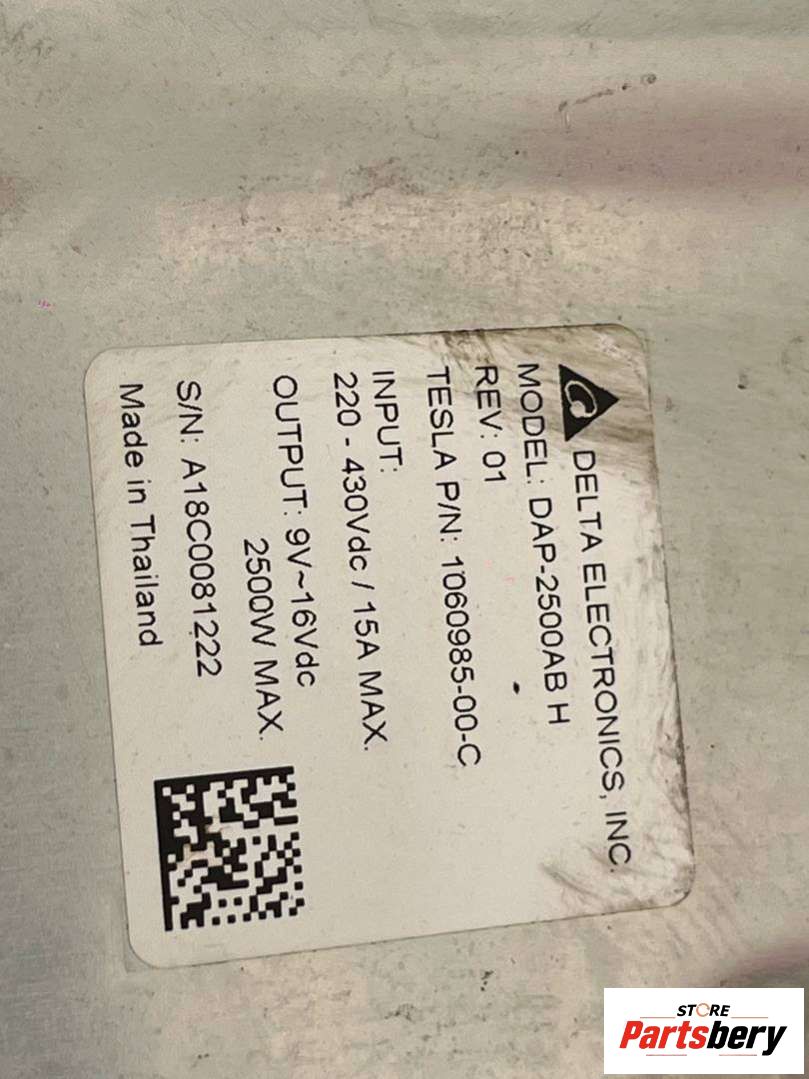 DELTA ELECTRONICS, INC.
MODEL: DAP-2500AB H
REV: 01
TESLA P/N: 1060985-00-C
INPUT:
220 - 430Vdc / 15A MAX.
OUTPUT: 9V~16Vdc
2500W MAX.
S/N: A18C0081222
Made in Thailand
STORE
Partsbery